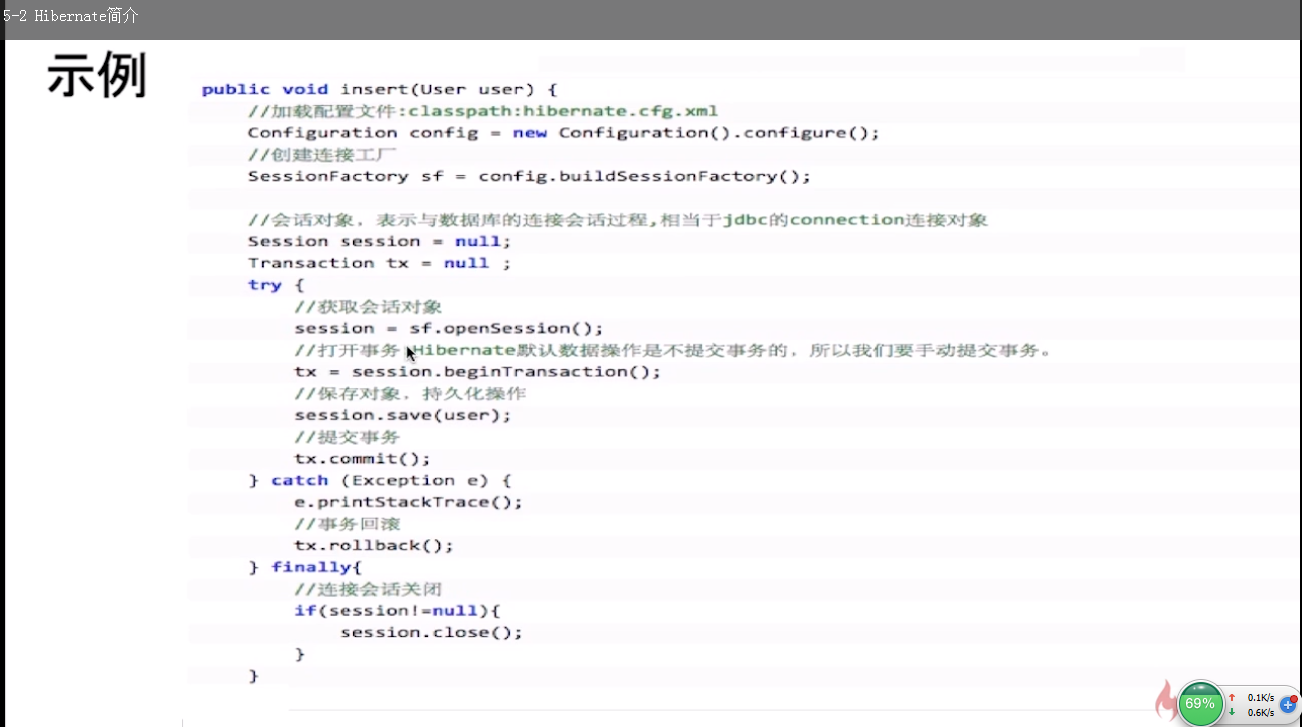 5-2 Hibernate简介
示例
public void insert(User user) {
//加载配置文件:classpath:hibernate.cfg.xml
Configuration config = new Configuration().configure();
//创建连接工厂
SessionFactory sf = config.buildSessionFactory();
//会话对象，表示与数据库的连接会话过程,相当于jdbc的connection连接对象
Session session = null;
Transaction tx = null ;
try {
//获取会话对象
session = sf.openSession();
//打开事务 Hibernate默认数据操作是不提交事务的，所以我们要手动提交事务。
tx = session.beginTransaction();
//保存对象，持久化操作
session.save(user);
//提交事务
tx.commit();
} catch (Exception e) {
e.printStackTrace();
//事务回滚
tx.rollback();
} finally{
//连接会话关闭
if(session!=null){
session.close();
}
}
69%
0.1K/s
0.6K/s